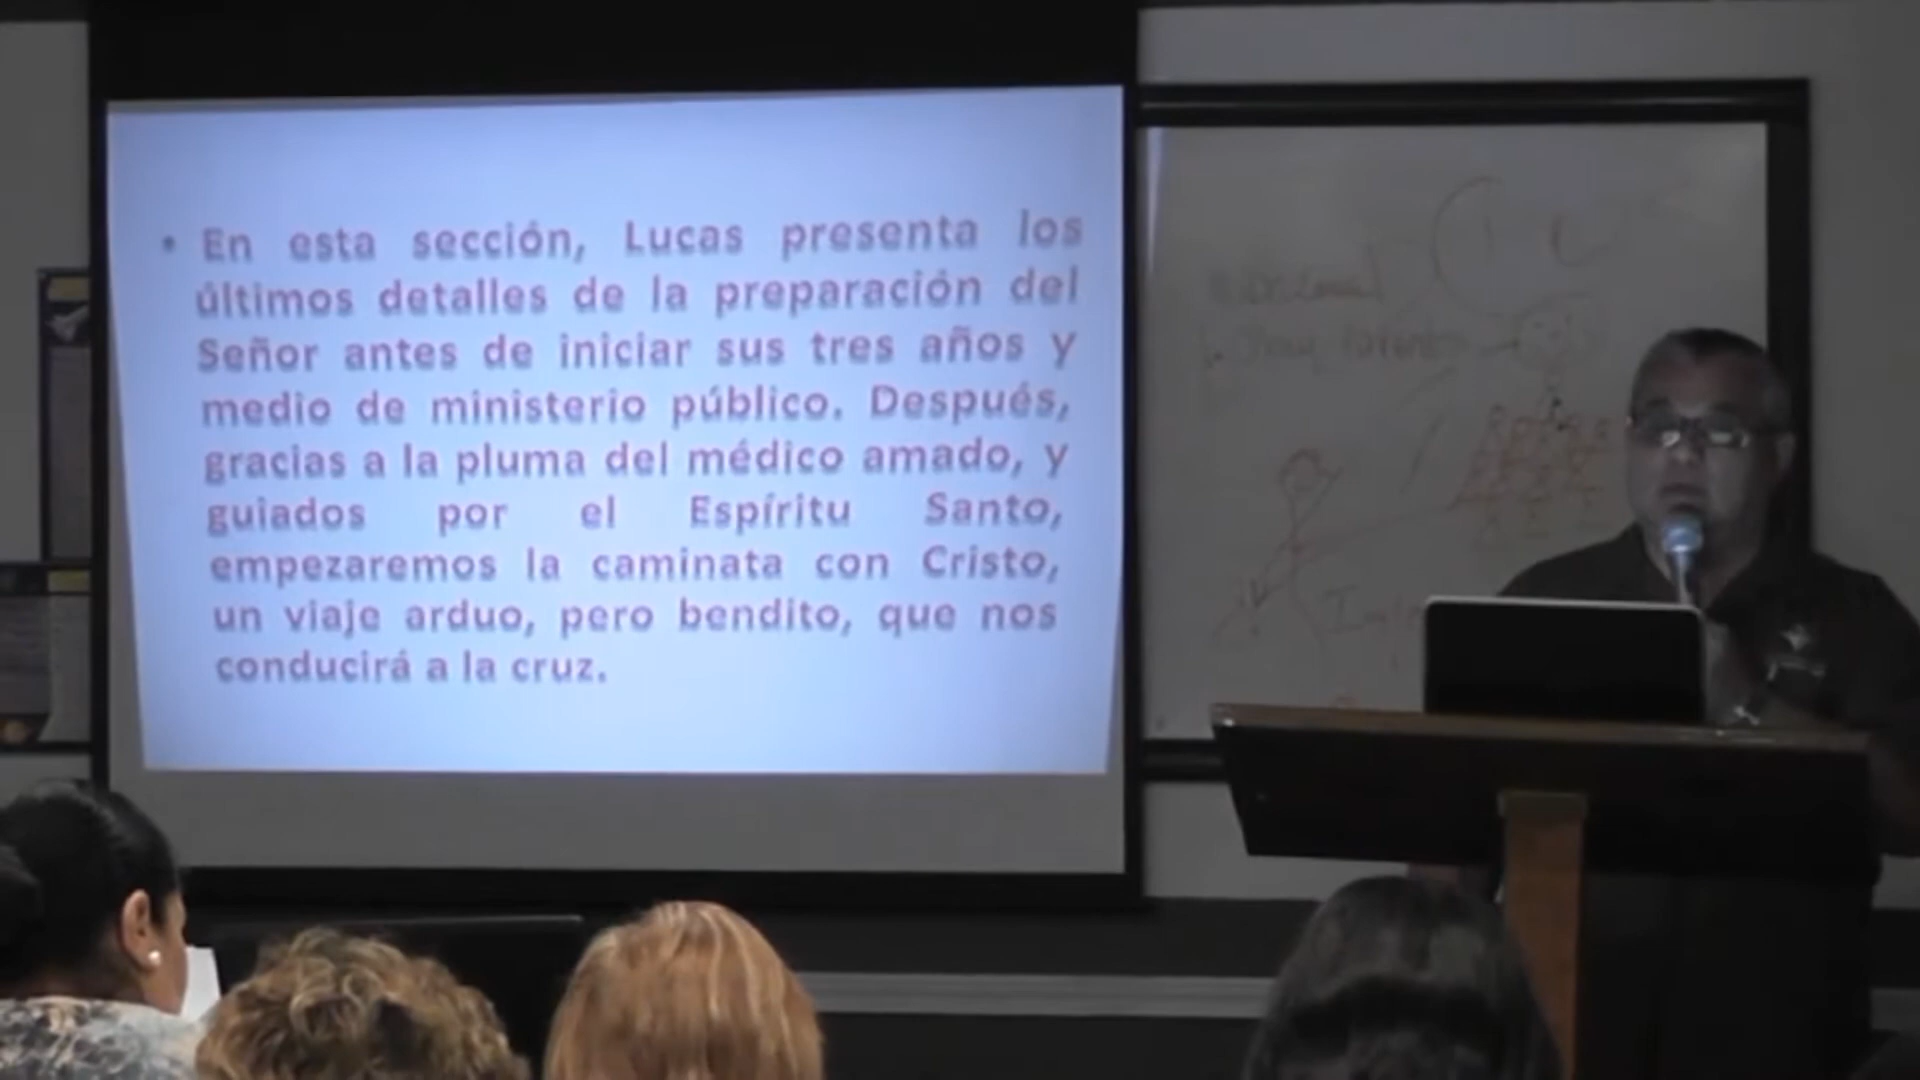 • En esta sección, Lucas presenta los
últimos detalles de la preparación del
Señor antes de iniciar sus tres años y
medio de ministerio público. Después,
gracias a la pluma del médico amado, y
guiados por el Espíritu Santo,
empezaremos la caminata con Cristo,
un viaje arduo, pero bendito, que nos
conducirá a la cruz.